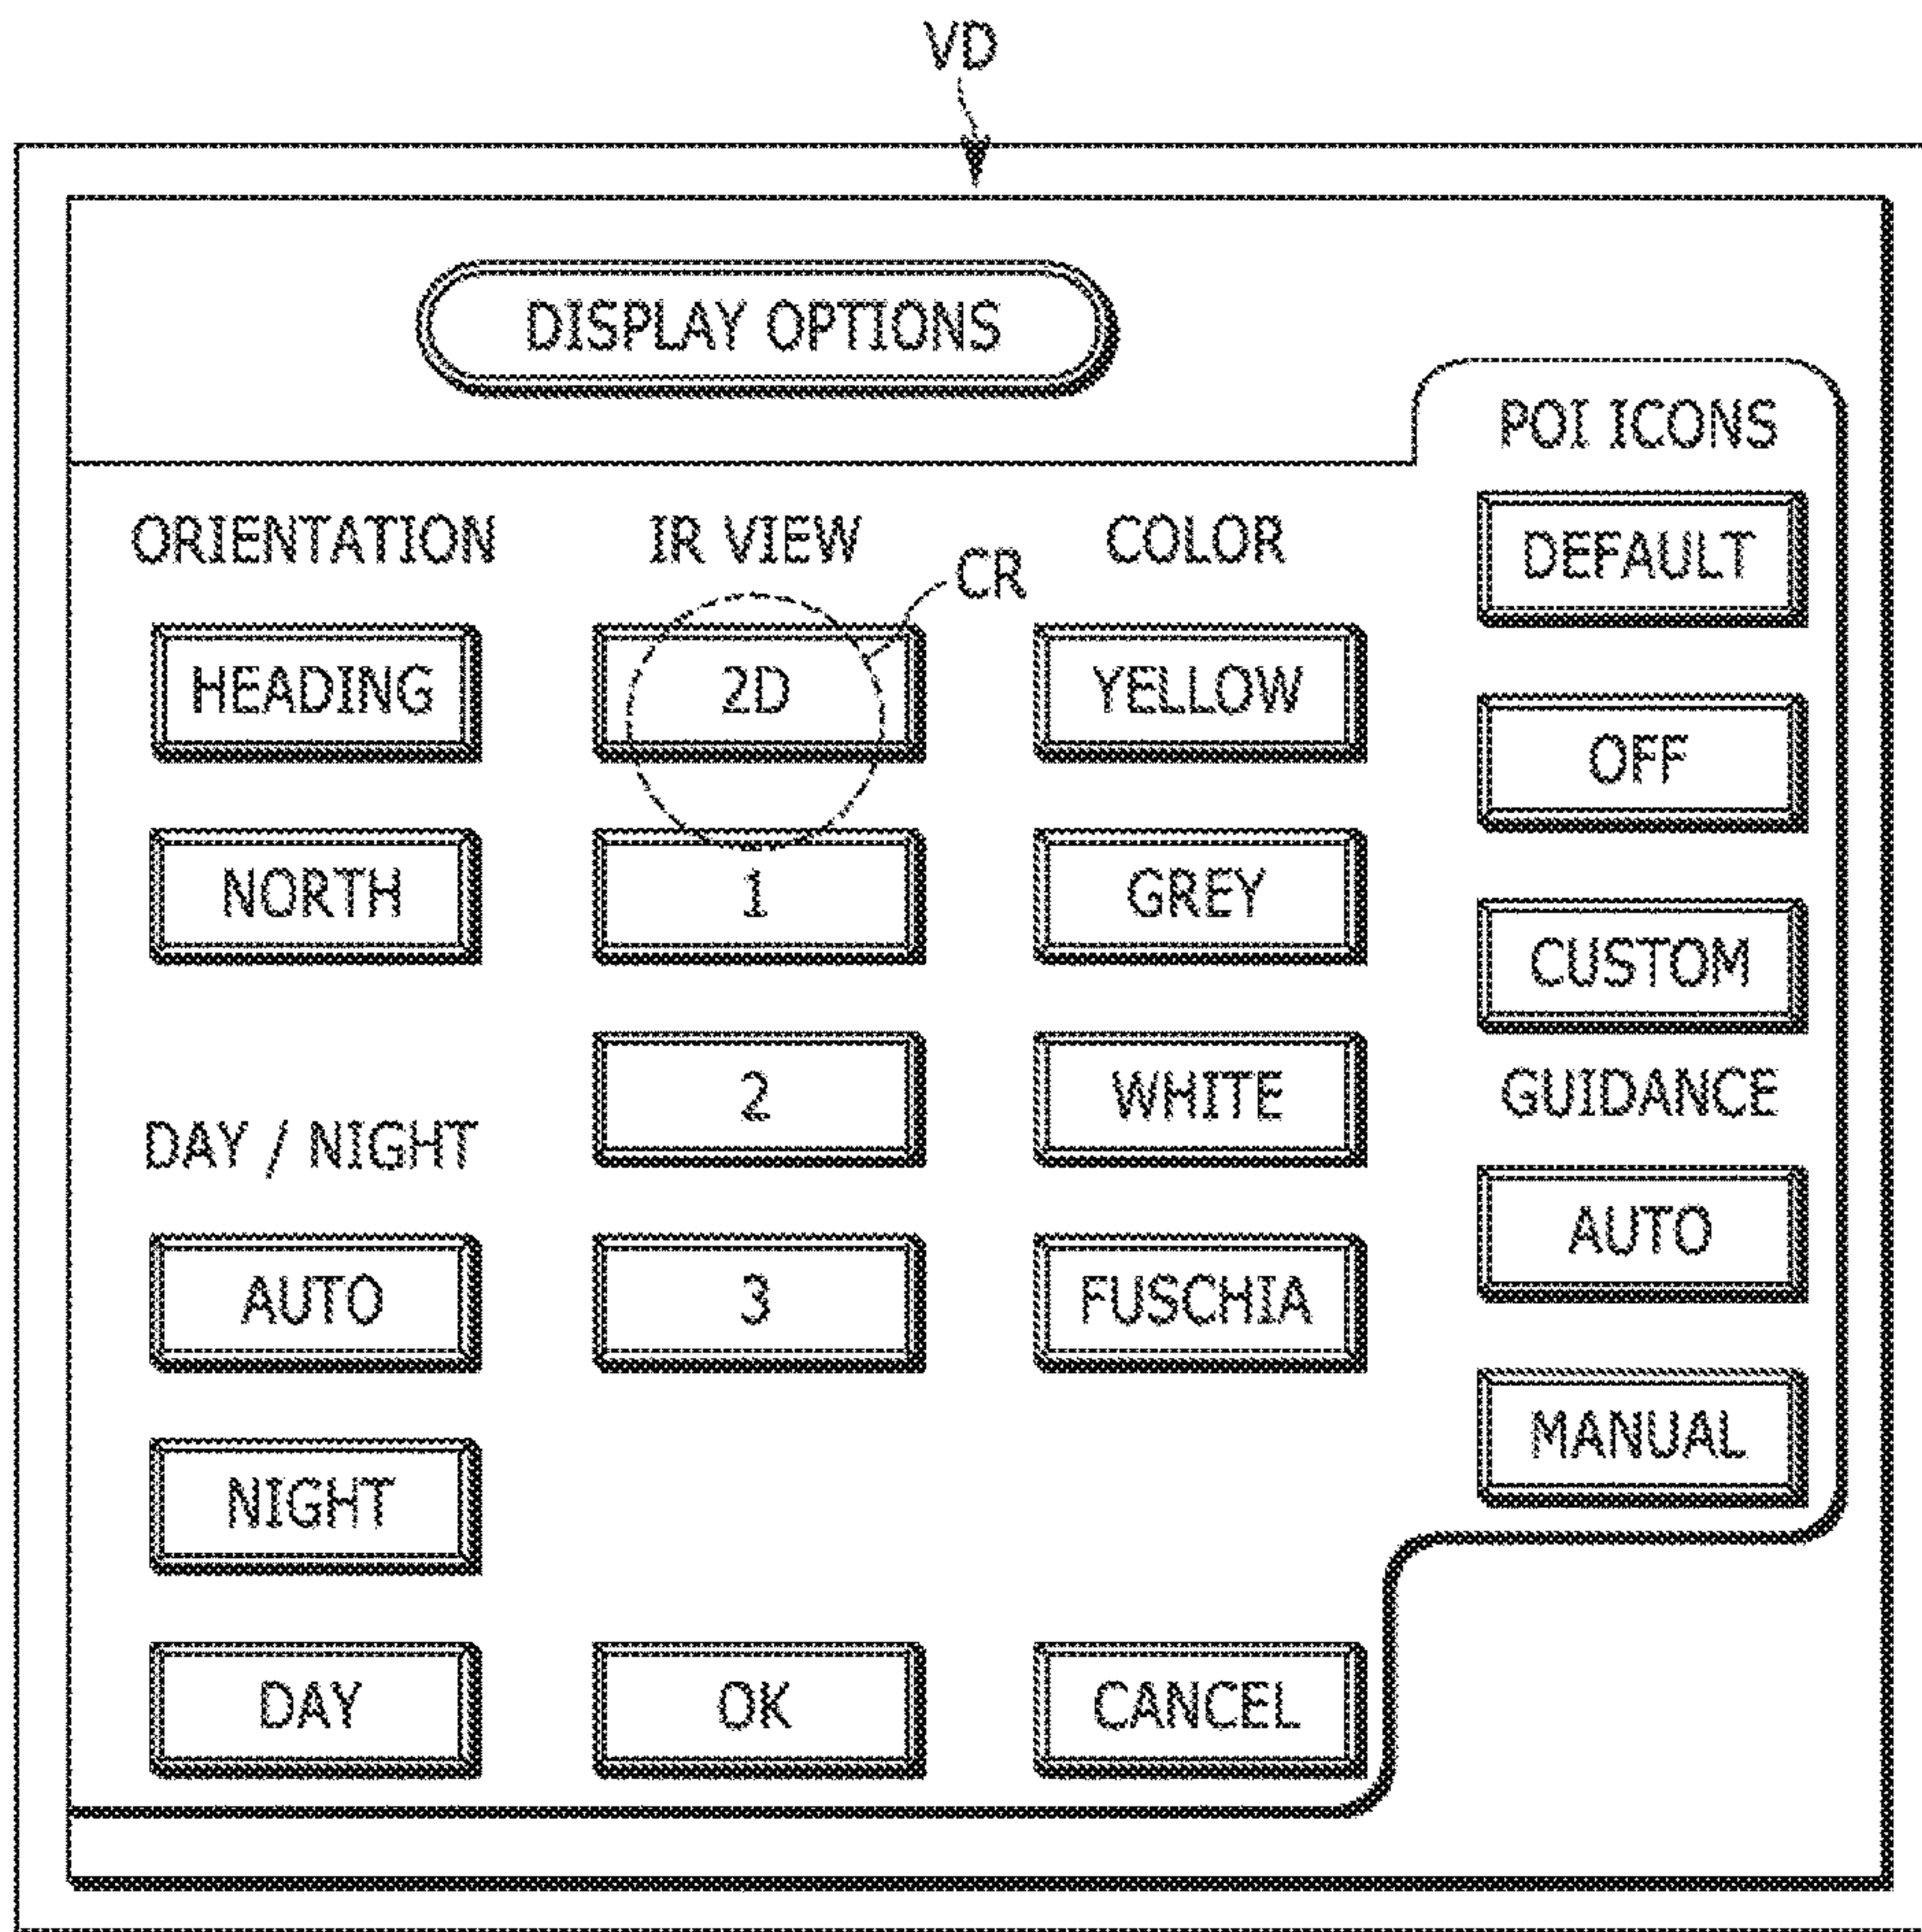 VD
DISPLAY OPTIONS
POI ICONS
ORIENTATION
IR VIEW
COLOR
CR
DEFAULT
HEADING
2D
YELLOW
OFF
NORTH
1
GREY
CUSTOM
2
WHITE
GUIDANCE
DAY / NIGHT
AUTO
3
FUSCHIA
AUTO
NIGHT
MANUAL
DAY
OK
CANCEL